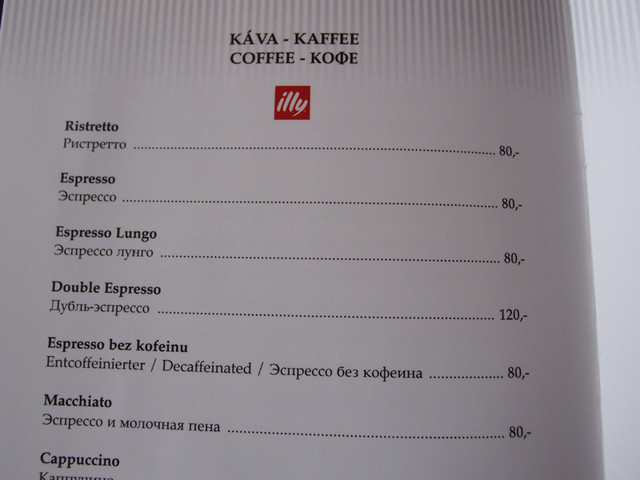 KÁVA - KAFFEE
COFFEE - КОФЕ
illy
Ristretto
Ристретто 80,-
Espresso
Эспрессо 80,-
Espresso Lungo
Эспрессо лунго 80,-
Double Espresso
Дубль-эспрессо 120,-
Espresso bez kofeinu
Entcoffeinierter / Decaffeinated / Эспрессо без кофеина 80,-
Macchiato
Эспрессо и молочная пена 80,-
Cappuccino
Каппучино